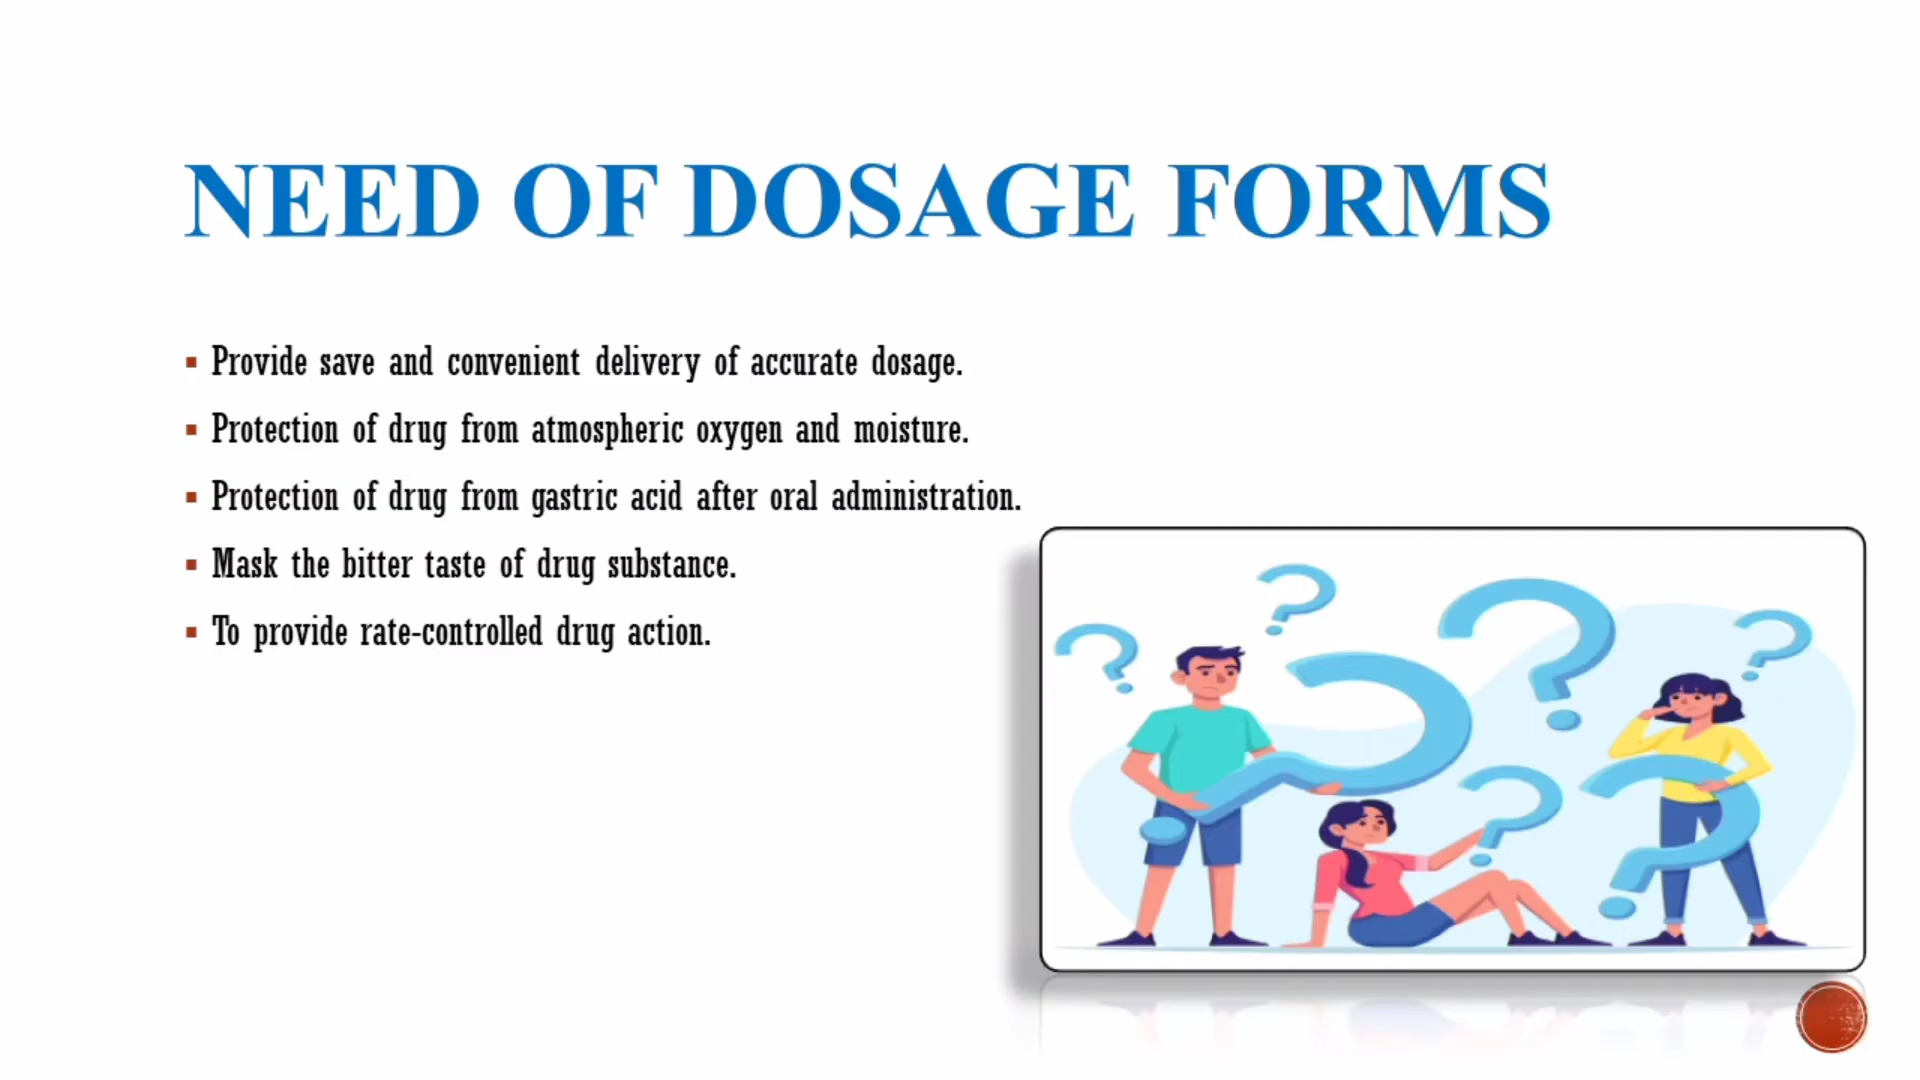 NEED OF DOSAGE FORMS
Provide save and convenient delivery of accurate dosage.
Protection of drug from atmospheric oxygen and moisture.
Protection of drug from gastric acid after oral administration.
Mask the bitter taste of drug substance.
To provide rate-controlled drug action.